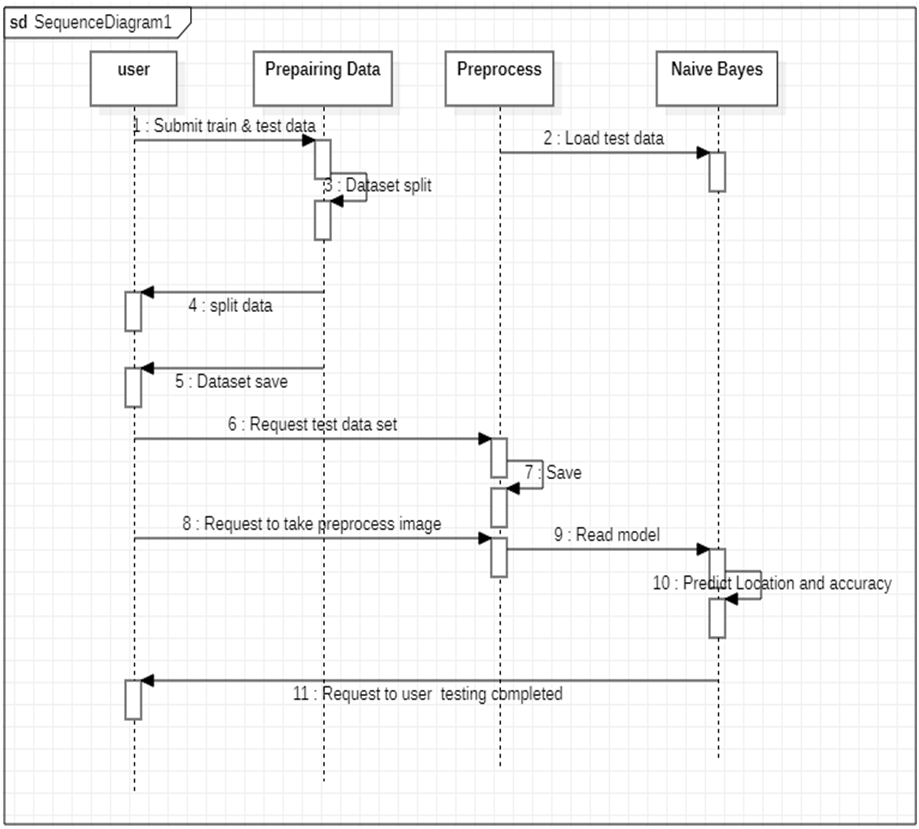 sd SequenceDiagram1
user
Prepairing Data
Preprocess
Naive Bayes
1 : Submit train & test data
2 : Load test data
3 : Dataset split
4 : split data
5 : Dataset save
6 : Request test data set
7 : Save
8 : Request to take preprocess image
9 : Read model
10 : Predict Location and accuracy
11 : Request to user testing completed